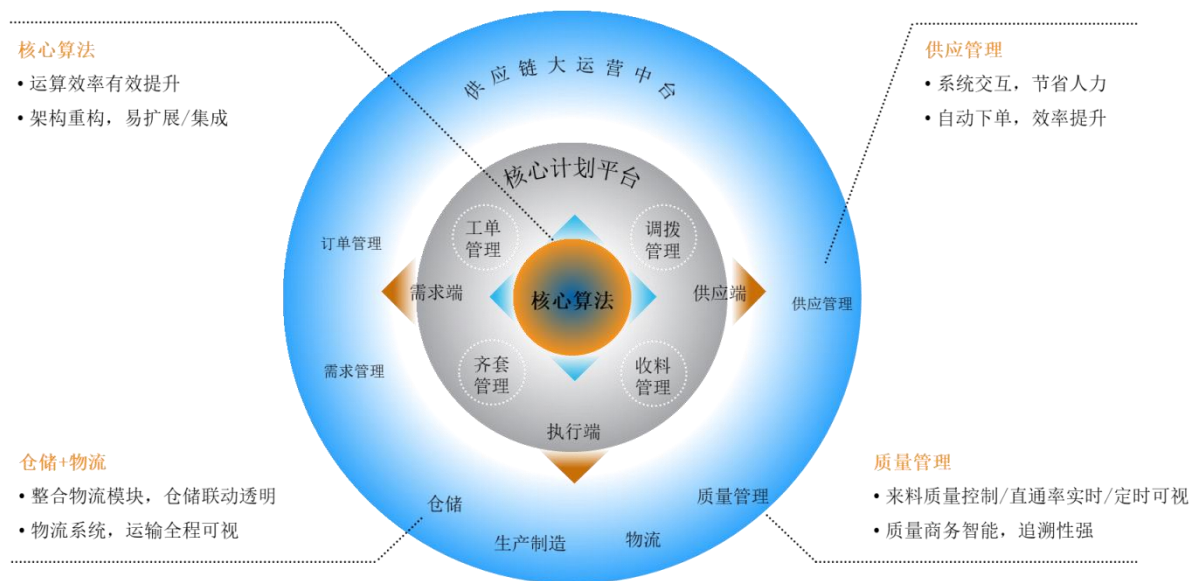 核心算法
• 运算效率有效提升
• 架构重构，易扩展/集成
供应管理
• 系统交互，节省人力
• 自动下单，效率提升
供应链大运营中台
核心计划平台
工单
管理
调拨
管理
订单管理
需求端
核心算法
供应端
供应管理
齐套
管理
收料
管理
需求管理
执行端
仓储
生产制造
物流
质量管理
仓储+物流
• 整合物流模块，仓储联动透明
• 物流系统，运输全程可视
质量管理
• 来料质量控制/直通率实时/定时可视
• 质量商务智能，追溯性强